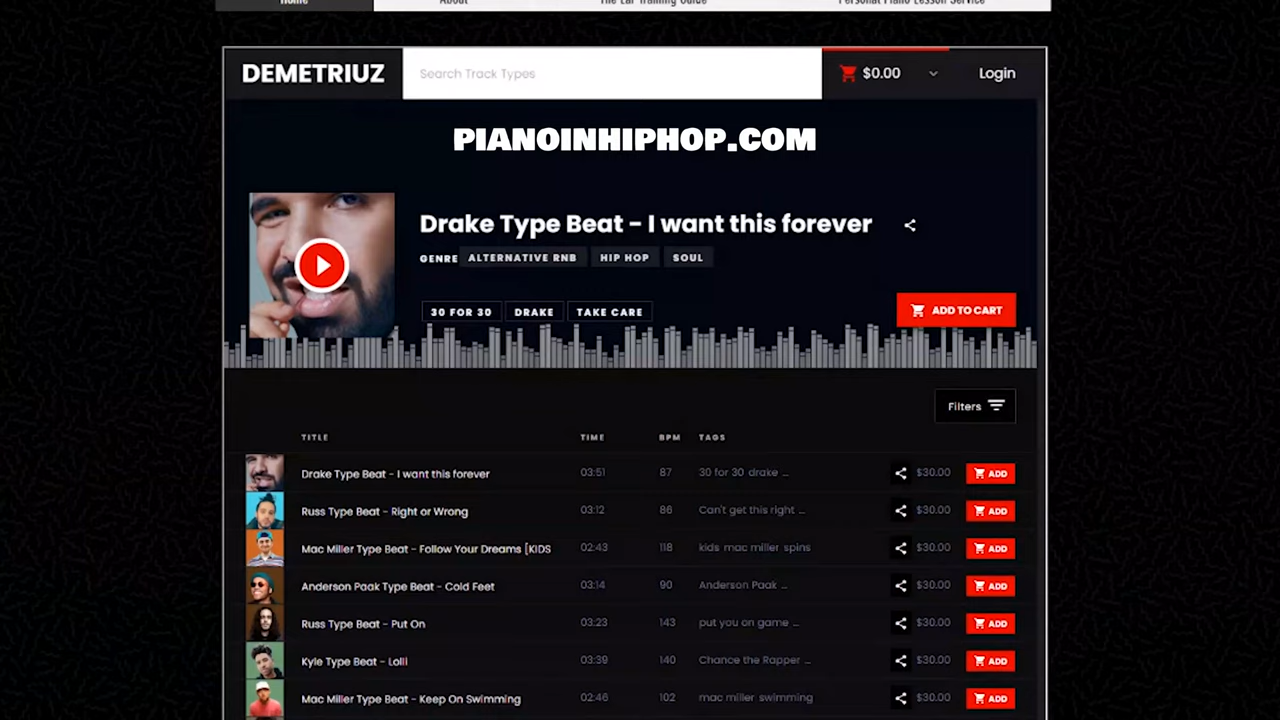 Home About The Ear Training Guide Personal Piano Lesson Service
DEMETRIUZ Search Track Types $0.00 Login
PIANOINHIPHOP.COM
Drake Type Beat - I want this forever
GENRE ALTERNATIVE RNB HIP HOP SOUL
30 FOR 30 DRAKE TAKE CARE ADD TO CART
Filters
TITLE TIME BPM TAGS
Drake Type Beat - I want this forever 03:51 87 30 for 30 drake ... $30.00 ADD
Russ Type Beat - Right or Wrong 03:12 86 Can't get this right ... $30.00 ADD
Mac Miller Type Beat - Follow Your Dreams [KIDS 02:43 118 kids mac miller spins $30.00 ADD
Anderson Paak Type Beat - Cold Feet 03:14 90 Anderson Paak ... $30.00 ADD
Russ Type Beat - Put On 03:23 143 put you on game ... $30.00 ADD
Kyle Type Beat - Lolli 03:39 140 Chance the Rapper ... $30.00 ADD
Mac Miller Type Beat - Keep On Swimming 02:46 102 mac miller swimming $30.00 ADD